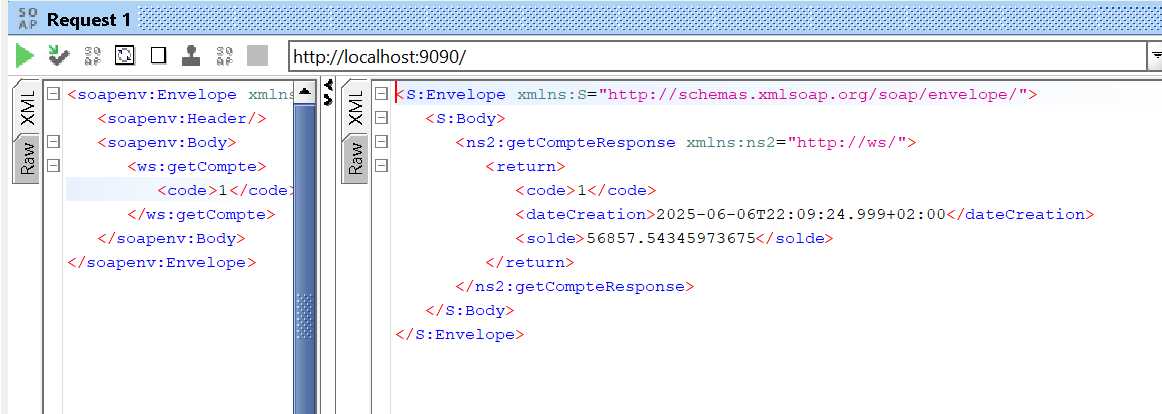 SO
AP
Request 1
http://localhost:9090/
XML
Raw
<soapenv:Envelope xmlns
<soapenv:Header/>
<soapenv:Body>
<ws:getCompte>
<code>1</code>
</ws:getCompte>
</soapenv:Body>
</soapenv:Envelope>
XML
Raw
<S:Envelope xmlns:S="http://schemas.xmlsoap.org/soap/envelope/">
<S:Body>
<ns2:getCompteResponse xmlns:ns2="http://ws/">
<return>
<code>1</code>
<dateCreation>2025-06-06T22:09:24.999+02:00</dateCreation>
<solde>56857.54345973675</solde>
</return>
</ns2:getCompteResponse>
</S:Body>
</S:Envelope>